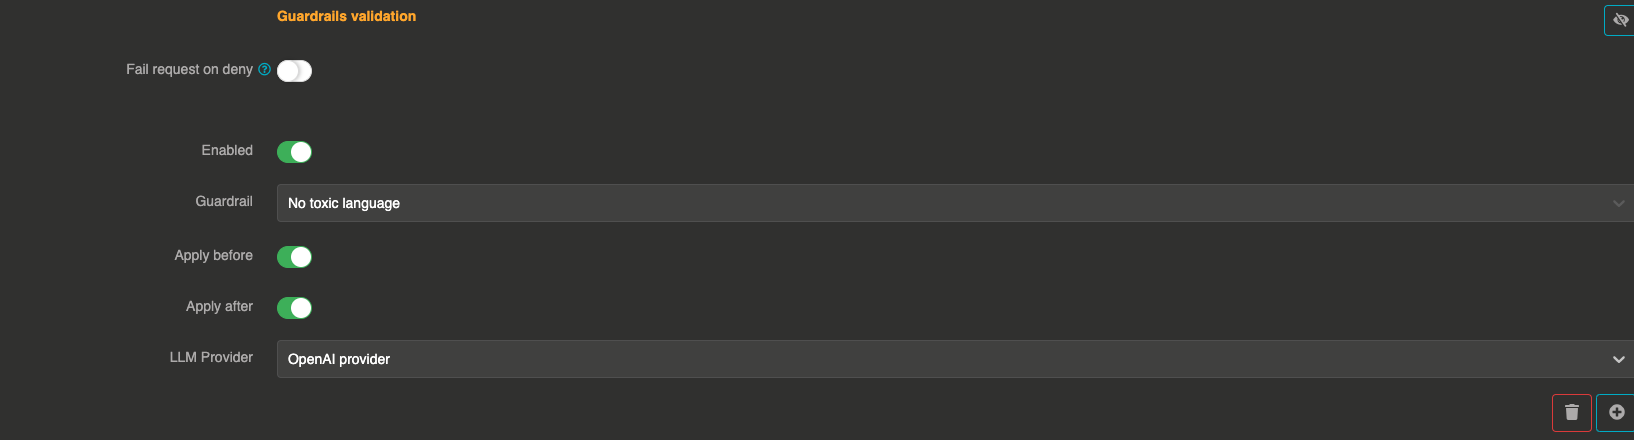 Guardrails validation
Fail request on deny
Enabled
Guardrail No toxic language
Apply before
Apply after
LLM Provider OpenAI provider